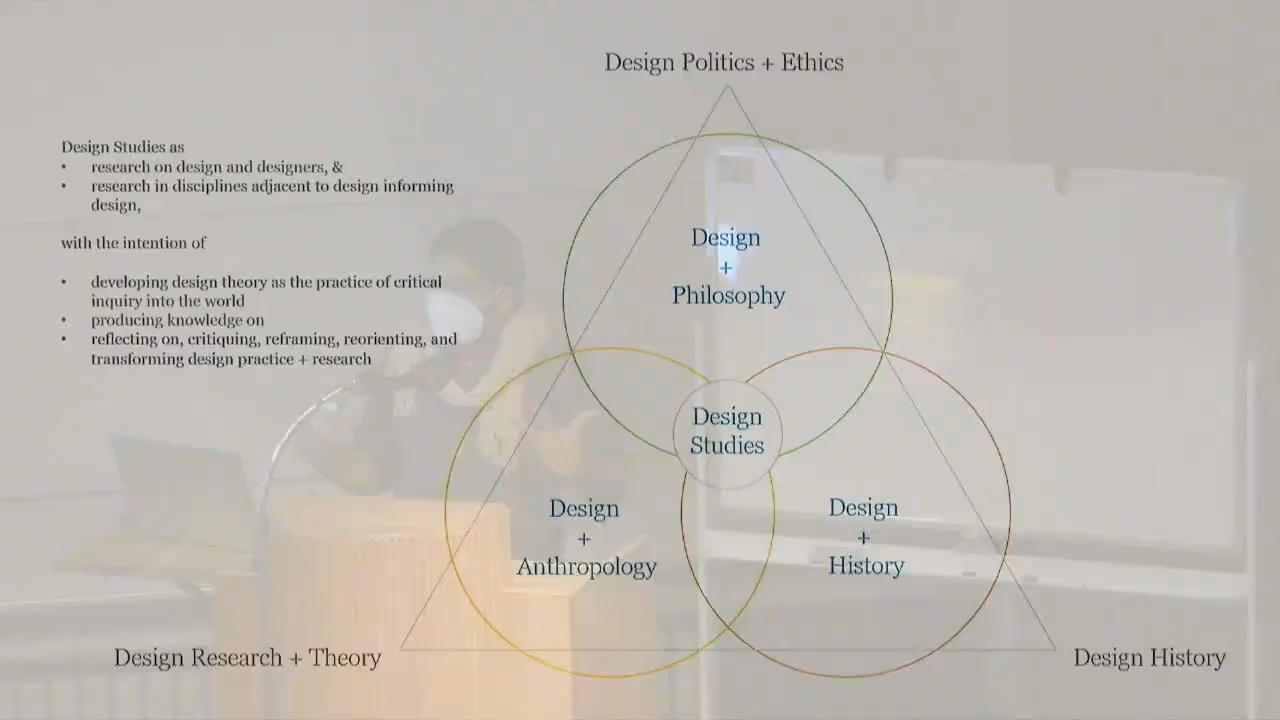 Design Politics + Ethics
Design Studies as
• research on design and designers, &
• research in disciplines adjacent to design informing
design,
with the intention of
• developing design theory as the practice of critical
inquiry into the world
• producing knowledge on
• reflecting on, critiquing, reframing, reorienting, and
transforming design practice + research
Design
+
Philosophy
Design
Studies
Design
+
Anthropology
Design
+
History
Design Research + Theory
Design History